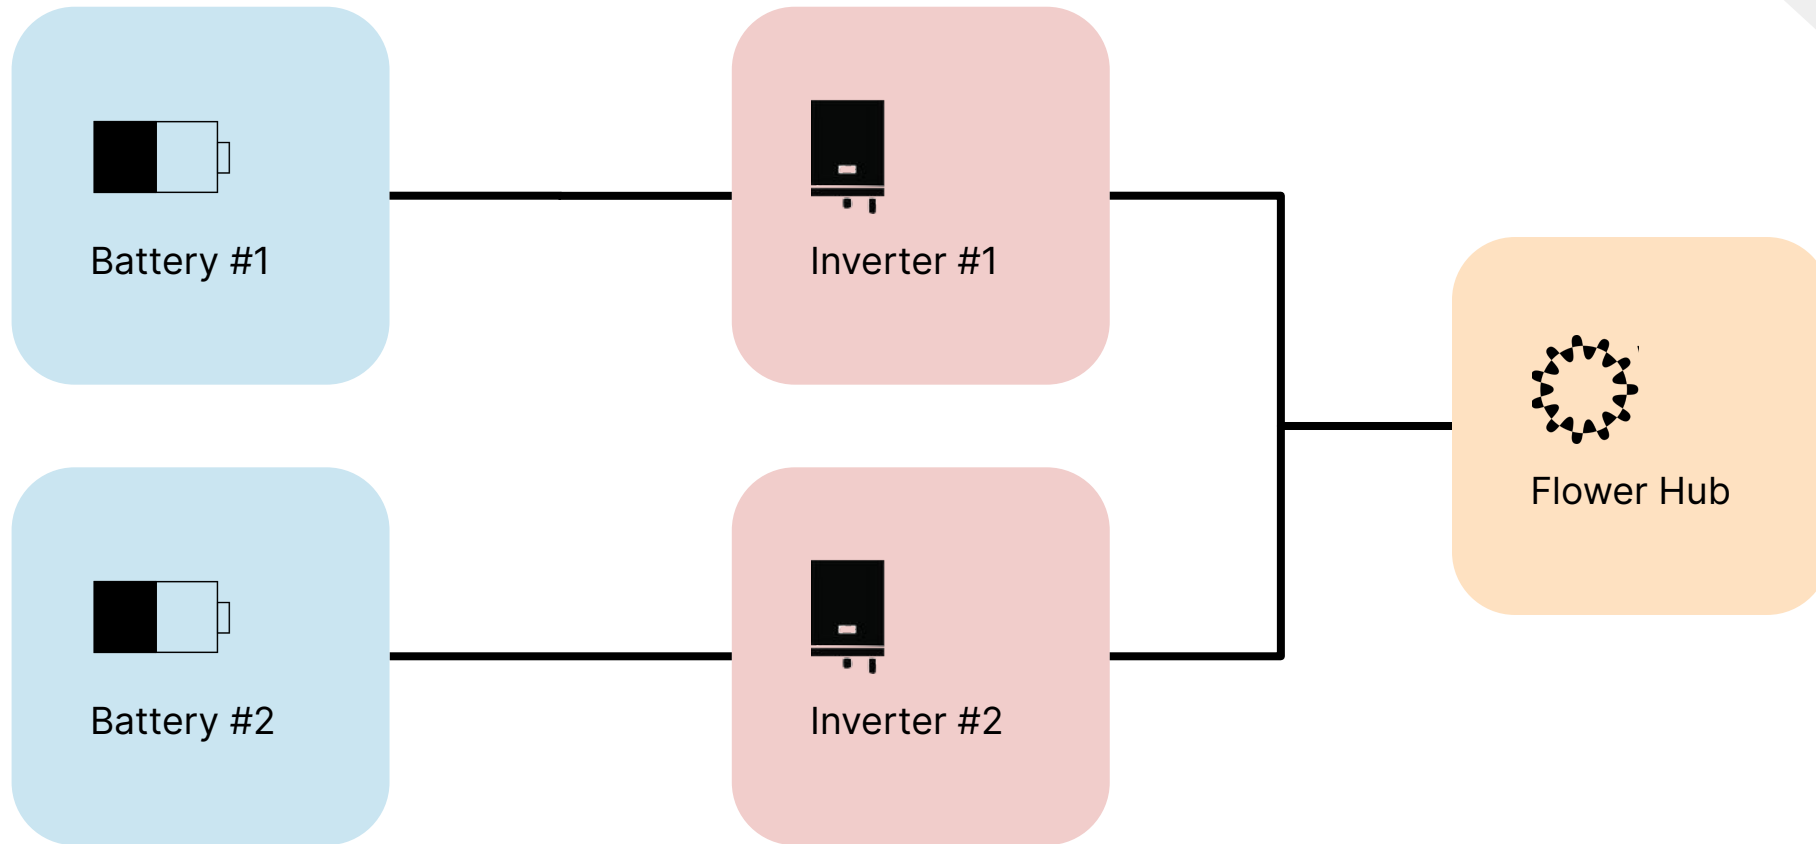 Battery #1
Inverter #1
Flower Hub
Battery #2
Inverter #2